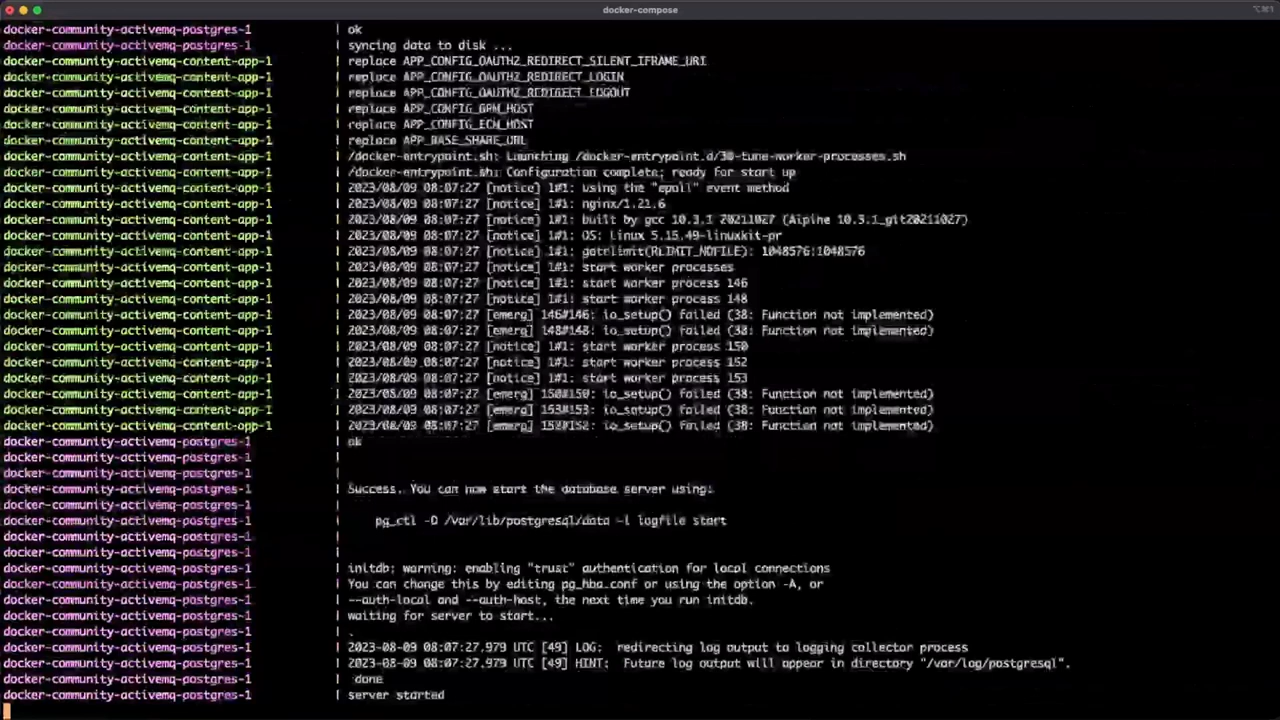 docker-compose
docker-community-activemq-postgres-1 | ok
docker-community-activemq-postgres-1 | syncing data to disk ...
docker-community-activemq-content-app-1 | replace APP_CONFIG_OAUTH2_REDIRECT_SILENT_IFRAME_URI
docker-community-activemq-content-app-1 | replace APP_CONFIG_OAUTH2_REDIRECT_LOGIN
docker-community-activemq-content-app-1 | replace APP_CONFIG_OAUTH2_REDIRECT_LOGOUT
docker-community-activemq-content-app-1 | replace APP_CONFIG_BPM_HOST
docker-community-activemq-content-app-1 | replace APP_CONFIG_ECM_HOST
docker-community-activemq-content-app-1 | replace APP_BASE_SHARE_URL
docker-community-activemq-content-app-1 | /docker-entrypoint.sh: Launching /docker-entrypoint.d/30-tune-worker-processes.sh
docker-community-activemq-content-app-1 | /docker-entrypoint.sh: Configuration complete; ready for start up
docker-community-activemq-content-app-1 | 2023/08/09 08:07:27 [notice] 1#1: using the "epoll" event method
docker-community-activemq-content-app-1 | 2023/08/09 08:07:27 [notice] 1#1: nginx/1.21.6
docker-community-activemq-content-app-1 | 2023/08/09 08:07:27 [notice] 1#1: built by gcc 10.3.1 20211027 (Alpine 10.3.1_git20211027)
docker-community-activemq-content-app-1 | 2023/08/09 08:07:27 [notice] 1#1: OS: Linux 5.15.49-linuxkit-pr
docker-community-activemq-content-app-1 | 2023/08/09 08:07:27 [notice] 1#1: getrlimit(RLIMIT_NOFILE): 1048576:1048576
docker-community-activemq-content-app-1 | 2023/08/09 08:07:27 [notice] 1#1: start worker processes
docker-community-activemq-content-app-1 | 2023/08/09 08:07:27 [notice] 1#1: start worker process 146
docker-community-activemq-content-app-1 | 2023/08/09 08:07:27 [notice] 1#1: start worker process 148
docker-community-activemq-content-app-1 | 2023/08/09 08:07:27 [emerg] 146#146: io_setup() failed (38: Function not implemented)
docker-community-activemq-content-app-1 | 2023/08/09 08:07:27 [emerg] 148#148: io_setup() failed (38: Function not implemented)
docker-community-activemq-content-app-1 | 2023/08/09 08:07:27 [notice] 1#1: start worker process 150
docker-community-activemq-content-app-1 | 2023/08/09 08:07:27 [notice] 1#1: start worker process 152
docker-community-activemq-content-app-1 | 2023/08/09 08:07:27 [notice] 1#1: start worker process 153
docker-community-activemq-content-app-1 | 2023/08/09 08:07:27 [emerg] 150#150: io_setup() failed (38: Function not implemented)
docker-community-activemq-content-app-1 | 2023/08/09 08:07:27 [emerg] 153#153: io_setup() failed (38: Function not implemented)
docker-community-activemq-content-app-1 | 2023/08/09 08:07:27 [emerg] 152#152: io_setup() failed (38: Function not implemented)
docker-community-activemq-postgres-1 | ok
docker-community-activemq-postgres-1 |
docker-community-activemq-postgres-1 |
docker-community-activemq-postgres-1 | Success. You can now start the database server using:
docker-community-activemq-postgres-1 |
docker-community-activemq-postgres-1 | pg_ctl -D /var/lib/postgresql/data -l logfile start
docker-community-activemq-postgres-1 |
docker-community-activemq-postgres-1 |
docker-community-activemq-postgres-1 | initdb: warning: enabling "trust" authentication for local connections
docker-community-activemq-postgres-1 | You can change this by editing pg_hba.conf or using the option -A, or
docker-community-activemq-postgres-1 | --auth-local and --auth-host, the next time you run initdb.
docker-community-activemq-postgres-1 | waiting for server to start...
docker-community-activemq-postgres-1 | .
docker-community-activemq-postgres-1 | 2023-08-09 08:07:27.979 UTC [49] LOG: redirecting log output to logging collector process
docker-community-activemq-postgres-1 | 2023-08-09 08:07:27.979 UTC [49] HINT: Future log output will appear in directory "/var/log/postgresql".
docker-community-activemq-postgres-1 | done
docker-community-activemq-postgres-1 | server started